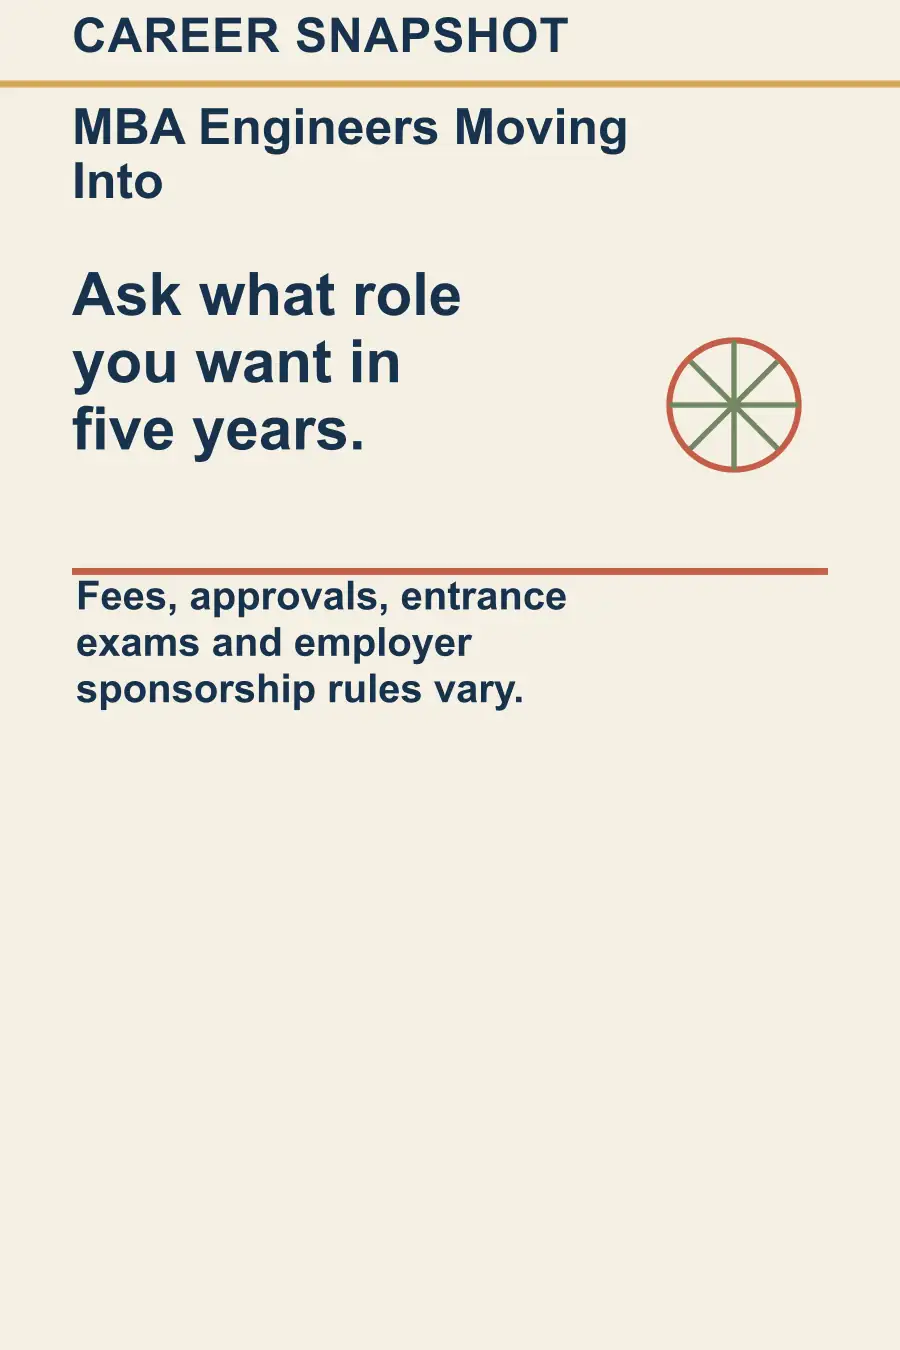 CAREER SNAPSHOT
MBA Engineers Moving
Into
Ask what role
you want in
five years.
Fees, approvals, entrance
exams and employer
sponsorship rules vary.